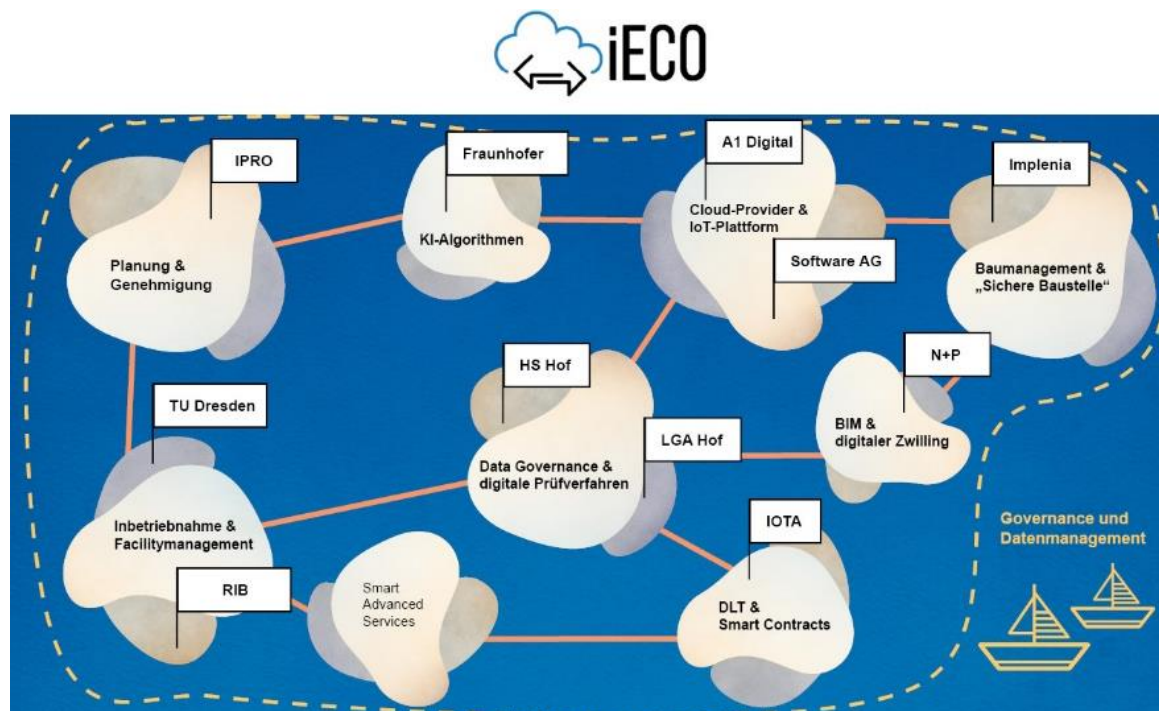 iECO
IPRO
Planung &
Genehmigung
Fraunhofer
KI-Algorithmen
A1 Digital
Cloud-Provider &
IoT-Plattform
Software AG
Implenia
Baumanagement &
„Sichere Baustelle“
TU Dresden
Inbetriebnahme &
Facilitymanagement
RIB
HS Hof
Data Governance &
digitale Prüfverfahren
LGA Hof
N+P
BIM &
digitaler Zwilling
Smart
Advanced
Services
IOTA
DLT &
Smart Contracts
Governance und
Datenmanagement